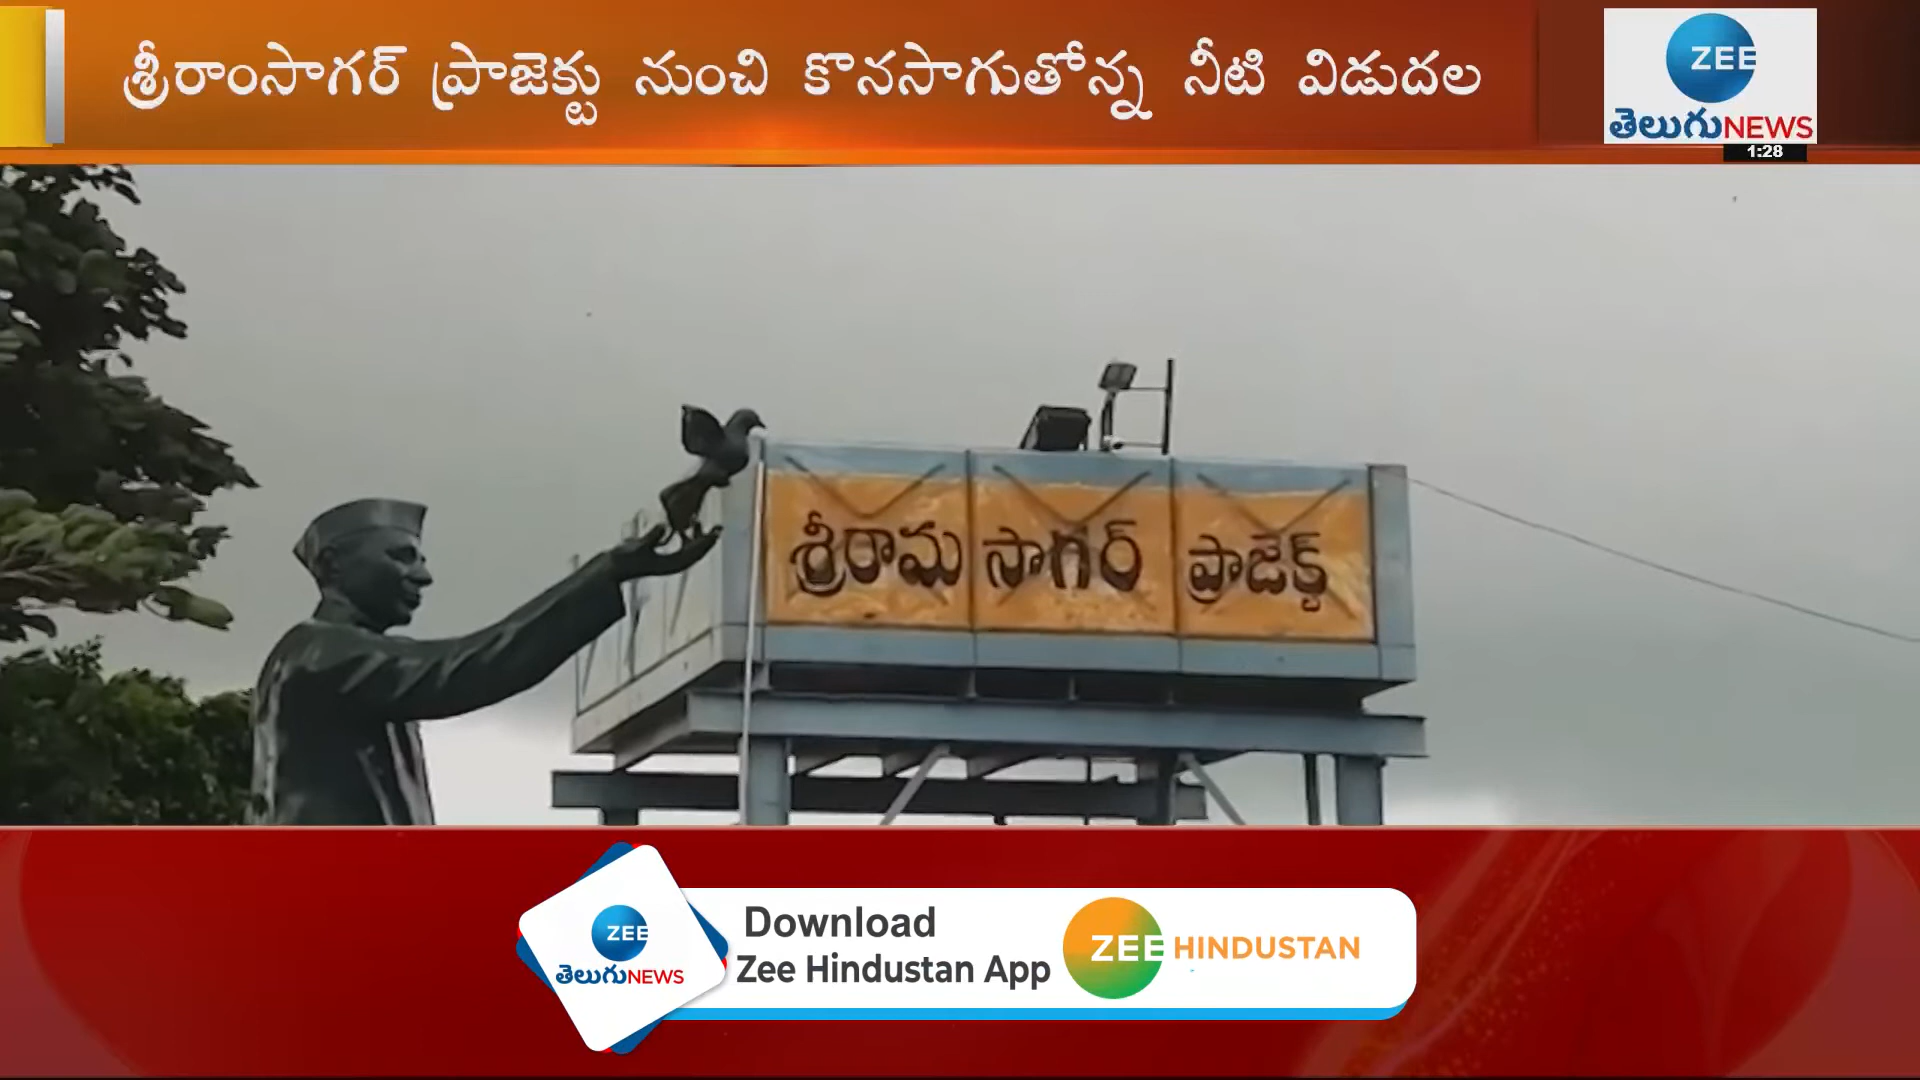 శ్రీరాంసాగర్ ప్రాజెక్టు నుంచి కొనసాగుతోన్న నీటి విడుదల
ZEE
తెలుగుNEWS
1:28
శ్రీరామ సాగర్ ప్రాజెక్ట్
ZEE
తెలుగుNEWS
Download
Zee Hindustan App
ZEE HINDUSTAN